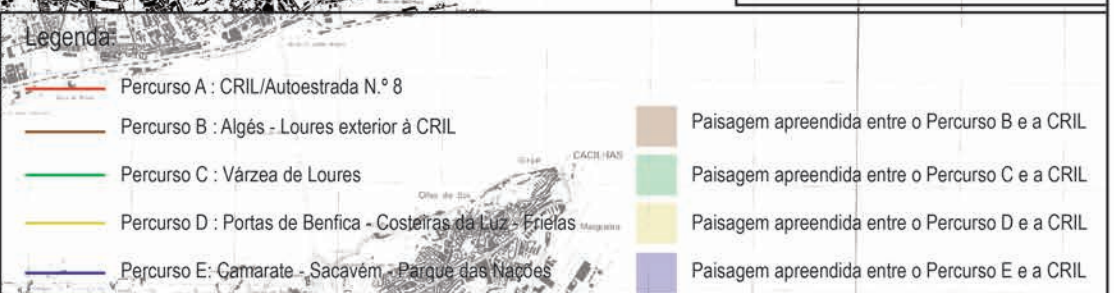 Legenda:
Percurso A : CRIL/Autoestrada N.º 8
Percurso B : Algés - Loures exterior à CRIL
Percurso C : Várzea de Loures
Percurso D : Portas de Benfica - Costeiras da Luz - Frielas
Percurso E: Camarate - Sacavém - Parque das Nações
Paisagem apreendida entre o Percurso B e a CRIL
Paisagem apreendida entre o Percurso C e a CRIL
Paisagem apreendida entre o Percurso D e a CRIL
Paisagem apreendida entre o Percurso E e a CRIL
CACILHAS
Ginjal
Margueira